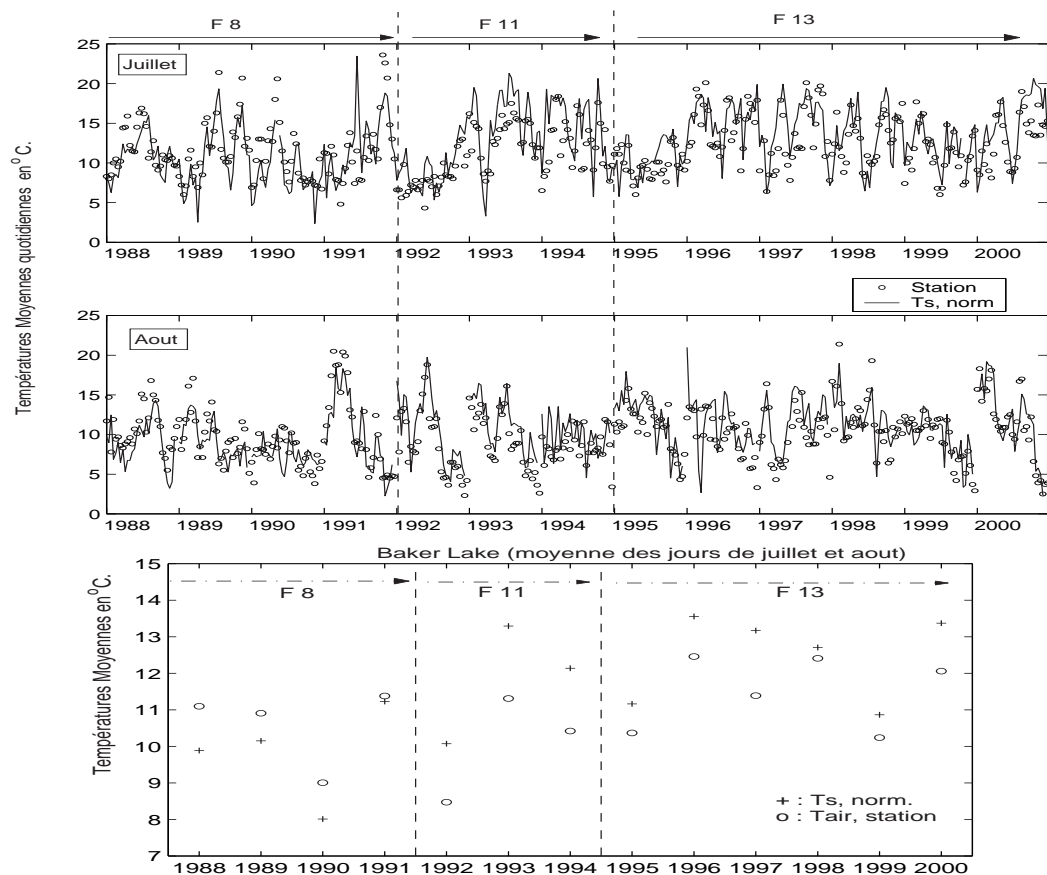 F 8 F 11 F 13
25
20
15
10
5
0
Juillet
1988 1989 1990 1991 1992 1993 1994 1995 1996 1997 1998 1999 2000
Températures Moyennes quotidiennes en °C.
Station
Ts, norm
25
20
15
10
5
0
Aout
1988 1989 1990 1991 1992 1993 1994 1995 1996 1997 1998 1999 2000
Baker Lake (moyenne des jours de juillet et aout)
15
14
13
12
11
10
9
8
7
F 8 F 11 F 13
Températures Moyennes en °C.
+ : Ts, norm.
o : Tair, station
1988 1989 1990 1991 1992 1993 1994 1995 1996 1997 1998 1999 2000